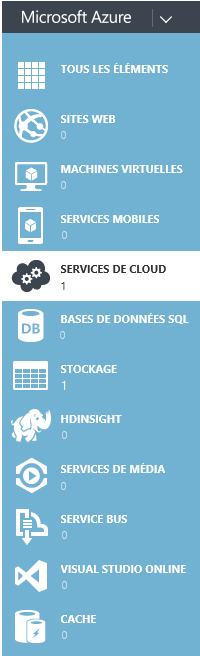 Microsoft Azure
TOUS LES ÉLÉMENTS
SITES WEB
0
MACHINES VIRTUELLES
0
SERVICES MOBILES
0
SERVICES DE CLOUD
1
DB
BASES DE DONNÉES SQL
0
STOCKAGE
1
HDINSIGHT
0
SERVICES DE MÉDIA
0
SERVICE BUS
0
VISUAL STUDIO ONLINE
0
CACHE
0